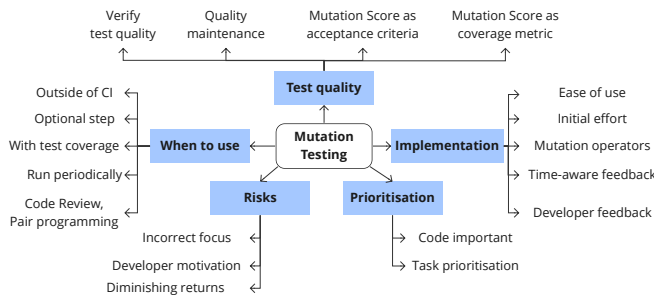 Verify
test quality
Quality
maintenance
Mutation Score as
acceptance criteria
Mutation Score as
coverage metric
Test quality
Outside of CI
Optional step
With test coverage
Run periodically
Code Review,
Pair programming
When to use
Mutation
Testing
Implementation
Ease of use
Initial effort
Mutation operators
Time-aware feedback
Developer feedback
Risks
Prioritisation
Incorrect focus
Developer motivation
Diminishing returns
Code important
Task prioritisation